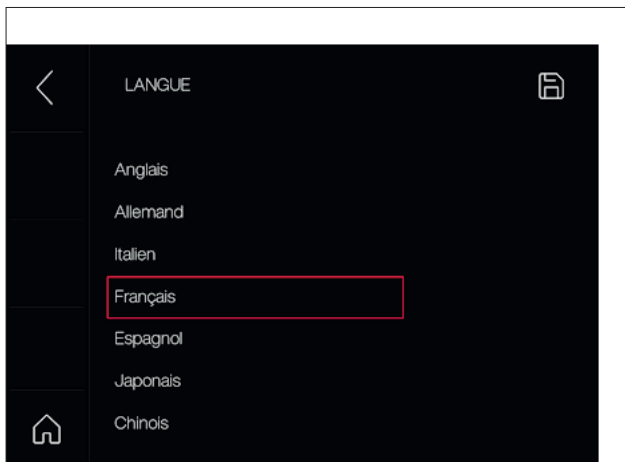 LANGUE
Anglais
Allemand
Italien
Français
Espagnol
Japonais
Chinois